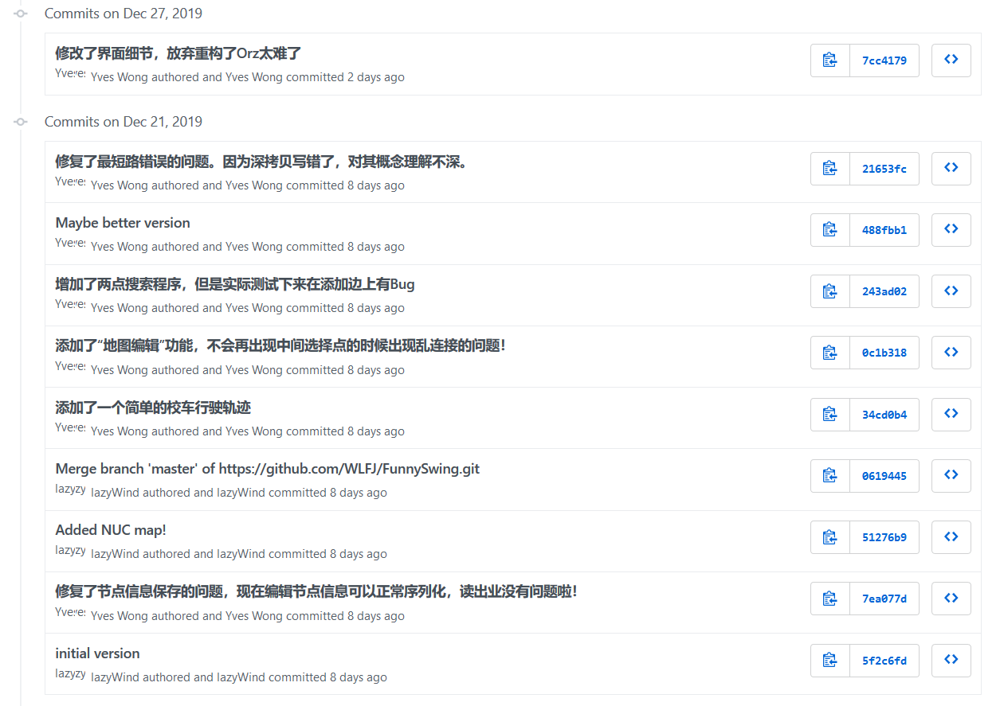 Commits on Dec 27, 2019
修改了界面细节，放弃重构了Orz太难了
7cc4179
Yves Wong authored and Yves Wong committed 2 days ago
Commits on Dec 21, 2019
修复了最短路错误的问题。因为深拷贝写错了，对其概念理解不深。
21653fc
Yves Wong authored and Yves Wong committed 8 days ago
Maybe better version
488fbb1
Yves Wong authored and Yves Wong committed 8 days ago
增加了两点搜索程序，但是实际测试下来在添加边上有Bug
243ad02
Yves Wong authored and Yves Wong committed 8 days ago
添加了“地图编辑”功能，不会再出现中间选择点的时候出现乱连接的问题！
0c1b318
Yves Wong authored and Yves Wong committed 8 days ago
添加了一个简单的校车行驶轨迹
34cd0b4
Yves Wong authored and Yves Wong committed 8 days ago
Merge branch 'master' of https://github.com/WLFJ/FunnySwing.git
0619445
lazyWind authored and lazyWind committed 8 days ago
Added NUC map!
51276b9
lazyWind authored and lazyWind committed 8 days ago
修复了节点信息保存的问题，现在编辑节点信息可以正常序列化，读出业没有问题啦！
7ea077d
Yves Wong authored and Yves Wong committed 8 days ago
initial version
5f2c6fd
lazyWind authored and lazyWind committed 8 days ago